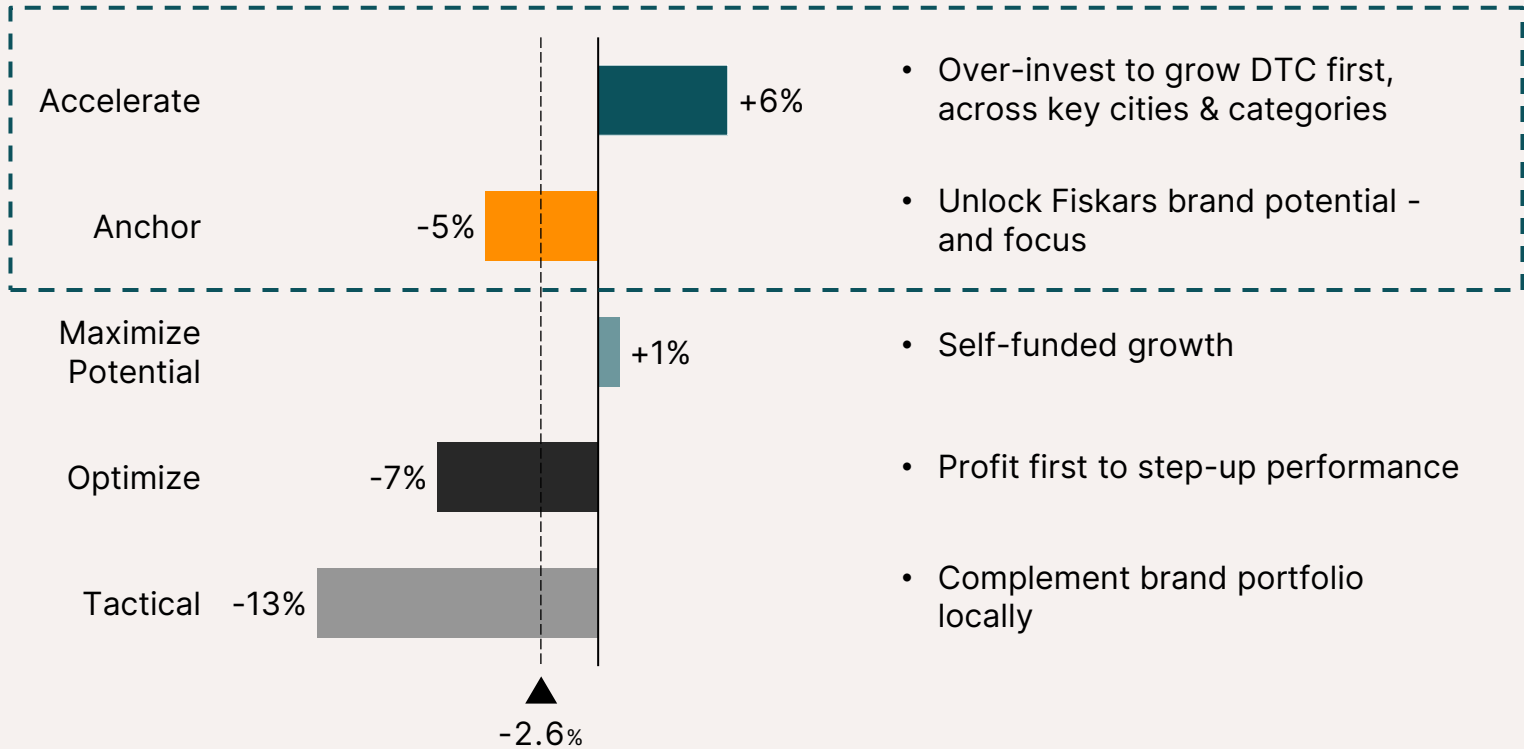 Accelerate
+6%
• Over-invest to grow DTC first,
across key cities & categories
Anchor
-5%
• Unlock Fiskars brand potential -
and focus
Maximize
Potential
+1%
• Self-funded growth
Optimize
-7%
• Profit first to step-up performance
Tactical
-13%
• Complement brand portfolio
locally
-2.6%